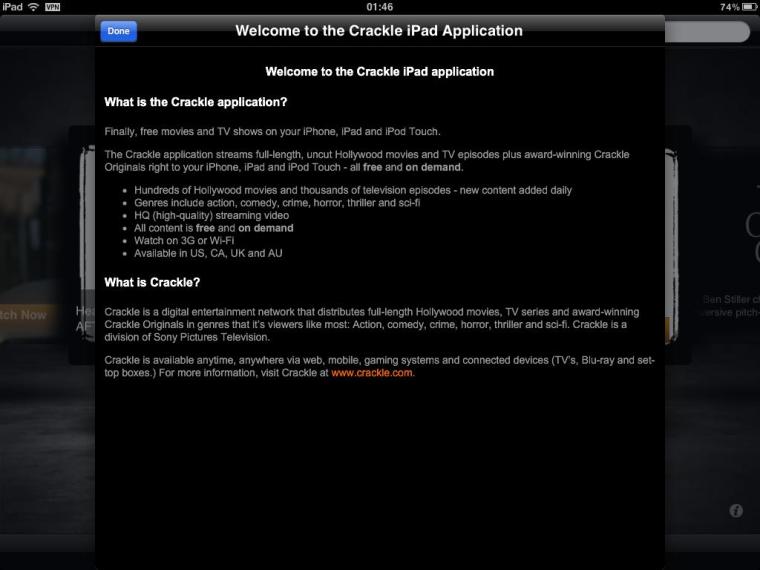 iPad VPN 01:46 74%
Done Welcome to the Crackle iPad Application
Welcome to the Crackle iPad application
What is the Crackle application?
Finally, free movies and TV shows on your iPhone, iPad and iPod Touch.
The Crackle application streams full-length, uncut Hollywood movies and TV episodes plus award-winning Crackle
Originals right to your iPhone, iPad and iPod Touch - all free and on demand.
• Hundreds of Hollywood movies and thousands of television episodes - new content added daily
• Genres include action, comedy, crime, horror, thriller and sci-fi
• HQ (high-quality) streaming video
• All content is free and on demand
• Watch on 3G or Wi-Fi
• Available in US, CA, UK and AU
What is Crackle?
Crackle is a digital entertainment network that distributes full-length Hollywood movies, TV series and award-winning
Crackle Originals in genres that it's viewers like most: Action, comedy, crime, horror, thriller and sci-fi. Crackle is a
division of Sony Pictures Television.
Crackle is available anytime, anywhere via web, mobile, gaming systems and connected devices (TV's, Blu-ray and set-
top boxes.) For more information, visit Crackle at www.crackle.com.
tch Now
Hea
AFT
Ben Stiller c
versive pitch-